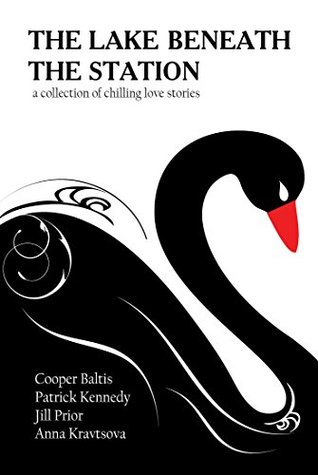 THE LAKE BENEATH
THE STATION
a collection of chilling love stories
Cooper Baltis
Patrick Kennedy
Jill Prior
Anna Kravtsova